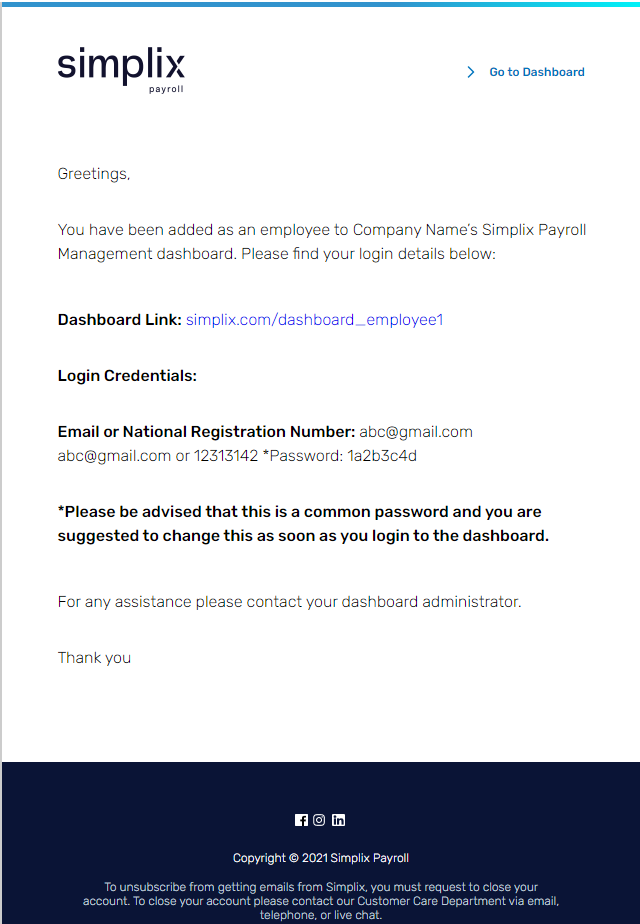 simplix
payroll
Go to Dashboard
Greetings,
You have been added as an employee to Company Name's Simplix Payroll
Management dashboard. Please find your login details below:
Dashboard Link: simplix.com/dashboard_employee1
Login Credentials:
Email or National Registration Number: abc@gmail.com
abc@gmail.com or 12313142 *Password: 1a2b3c4d
*Please be advised that this is a common password and you are
suggested to change this as soon as you login to the dashboard.
For any assistance please contact your dashboard administrator.
Thank you
Copyright © 2021 Simplix Payroll
To unsubscribe from getting emails from Simplix, you must request to close your
account. To close your account please contact our Customer Care Department via email,
telephone, or live chat.